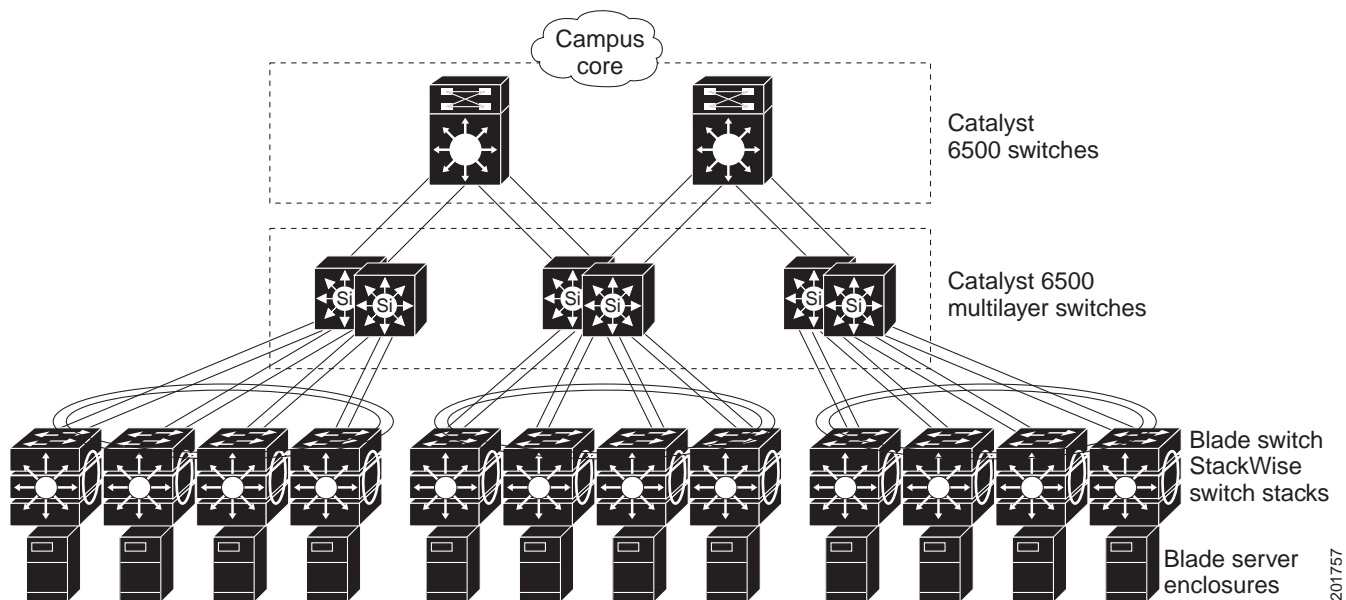 Campus
core
Catalyst
6500 switches
Si
Si
Si
Si
Si
Si
Catalyst 6500
multilayer switches
Blade switch
StackWise
switch stacks
Blade server
enclosures
201757